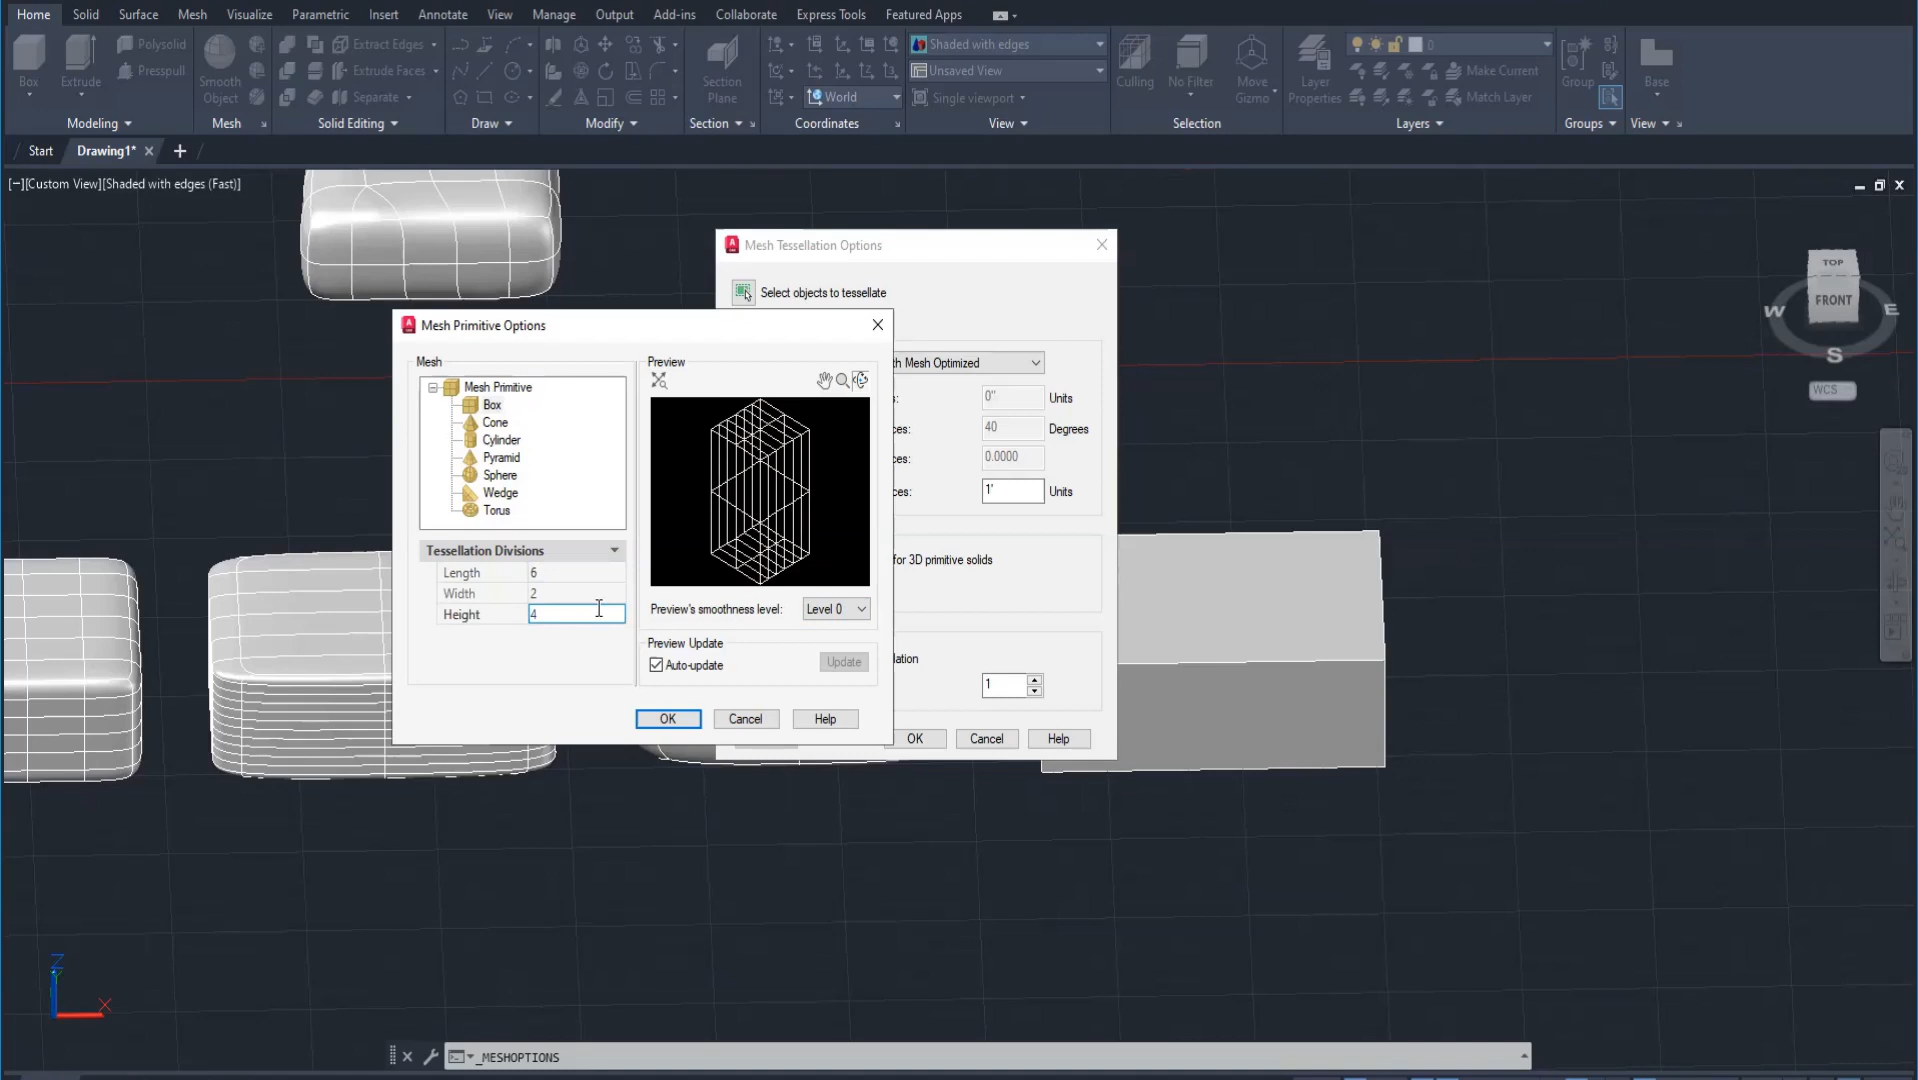 Home Solid Surface Mesh Visualize Parametric Insert Annotate View Manage Output Add-ins Collaborate Express Tools Featured Apps
Box Extrude Polysolid Presspull
Smooth Object
Extract Edges
Extrude Faces
Separate
Section Plane
World
Shaded with edges
Unsaved View
Single viewport
Culling No Filter Move Gizmo
Layer Properties
0
Make Current
Match Layer
Group Base
Modeling Mesh Solid Editing Draw Modify Section Coordinates View Selection Layers Groups View
Start Drawing1*
[−][Custom View][Shaded with edges (Fast)]
TOP
FRONT
W E
S
WCS
Mesh Tessellation Options
Select objects to tessellate
th Mesh Optimized
s: 0" Units
ces: 40 Degrees
ces: 0.0000
ces: 1' Units
for 3D primitive solids
lation
1
OK Cancel Help
Mesh Primitive Options
Mesh
Mesh Primitive
Box
Cone
Cylinder
Pyramid
Sphere
Wedge
Torus
Tessellation Divisions
Length 6
Width 2
Height 4
Preview
Preview's smoothness level: Level 0
Preview Update
Auto-update Update
OK Cancel Help
Z
Y
X
_MESHOPTIONS